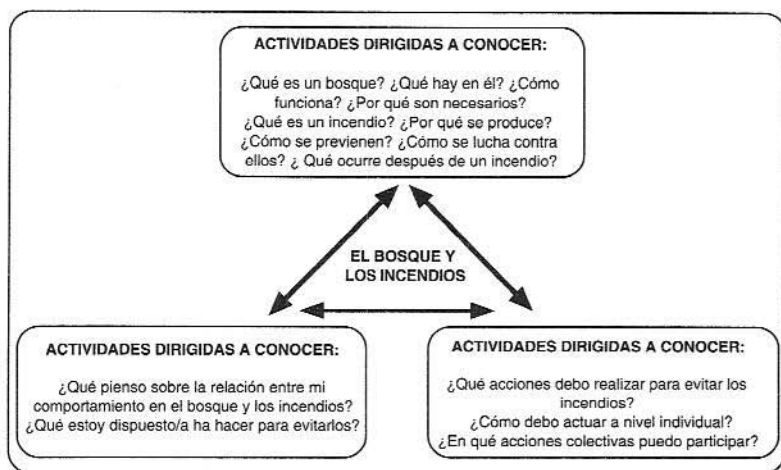 ACTIVIDADES DIRIGIDAS A CONOCER:
¿Qué es un bosque? ¿Qué hay en él? ¿Cómo
funciona? ¿Por qué son necesarios?
¿Qué es un incendio? ¿Por qué se produce?
¿Cómo se previenen? ¿Cómo se lucha contra
ellos? ¿ Qué ocurre después de un incendio?
EL BOSQUE Y
LOS INCENDIOS
ACTIVIDADES DIRIGIDAS A CONOCER:
¿Qué pienso sobre la relación entre mi
comportamiento en el bosque y los incendios?
¿Qué estoy dispuesto/a ha hacer para evitarlos?
ACTIVIDADES DIRIGIDAS A CONOCER:
¿Qué acciones debo realizar para evitar los
incendios?
¿Cómo debo actuar a nivel individual?
¿En qué acciones colectivas puedo participar?